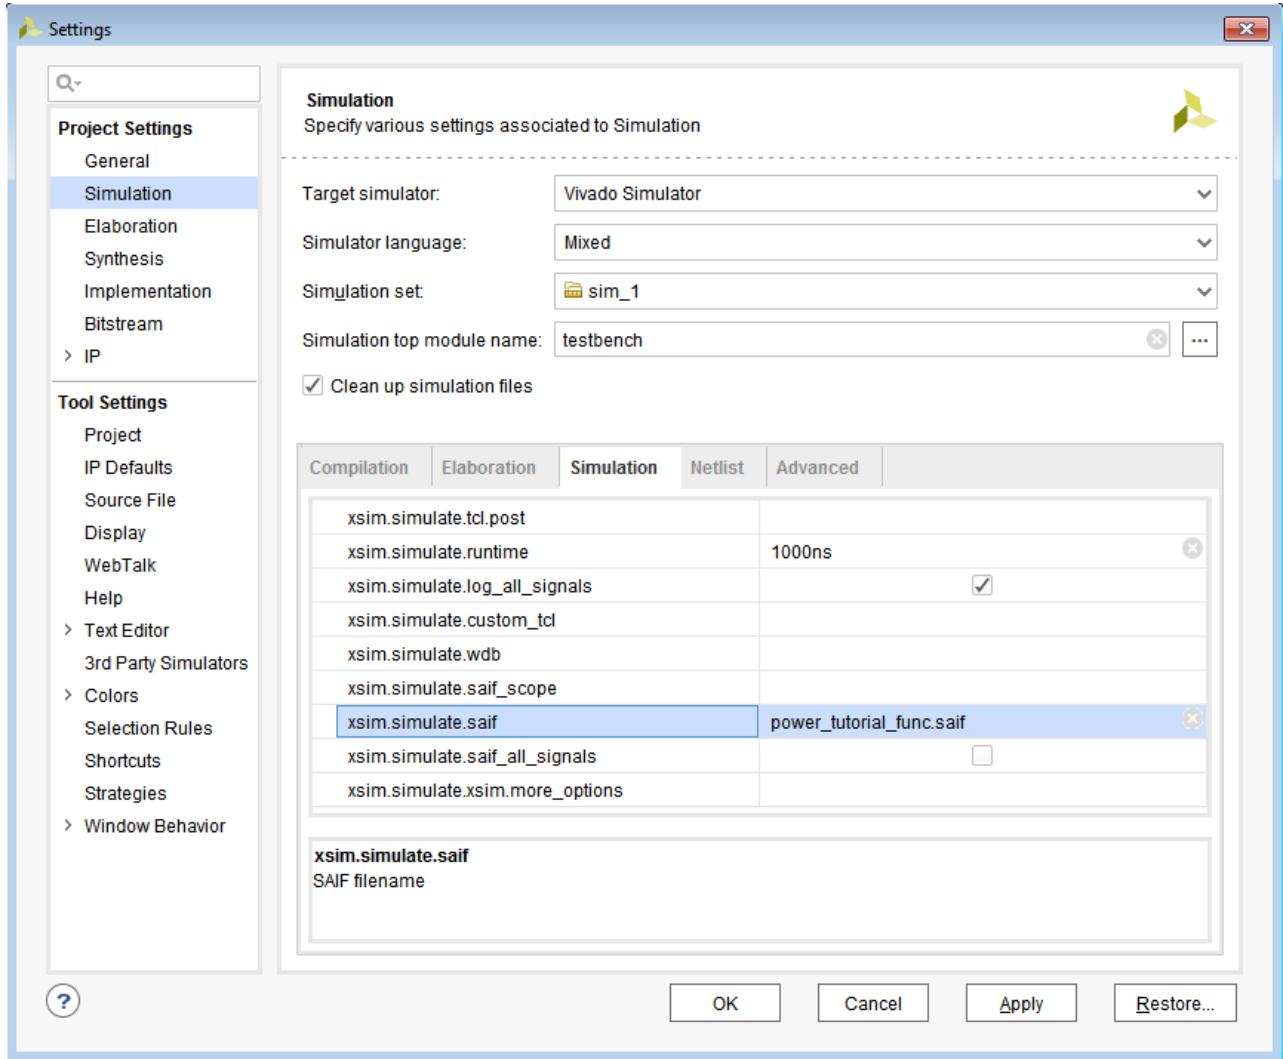 Settings
Project Settings
General
Simulation
Elaboration
Synthesis
Implementation
Bitstream
IP
Tool Settings
Project
IP Defaults
Source File
Display
WebTalk
Help
Text Editor
3rd Party Simulators
Colors
Selection Rules
Shortcuts
Strategies
Window Behavior
Simulation
Specify various settings associated to Simulation
Target simulator: Vivado Simulator
Simulator language: Mixed
Simulation set: sim_1
Simulation top module name: testbench ...
Clean up simulation files
Compilation Elaboration Simulation Netlist Advanced
xsim.simulate.tcl.post
xsim.simulate.runtime 1000ns
xsim.simulate.log_all_signals
xsim.simulate.custom_tcl
xsim.simulate.wdb
xsim.simulate.saif_scope
xsim.simulate.saif power_tutorial_func.saif
xsim.simulate.saif_all_signals
xsim.simulate.xsim.more_options
xsim.simulate.saif
SAIF filename
? OK Cancel Apply Restore...